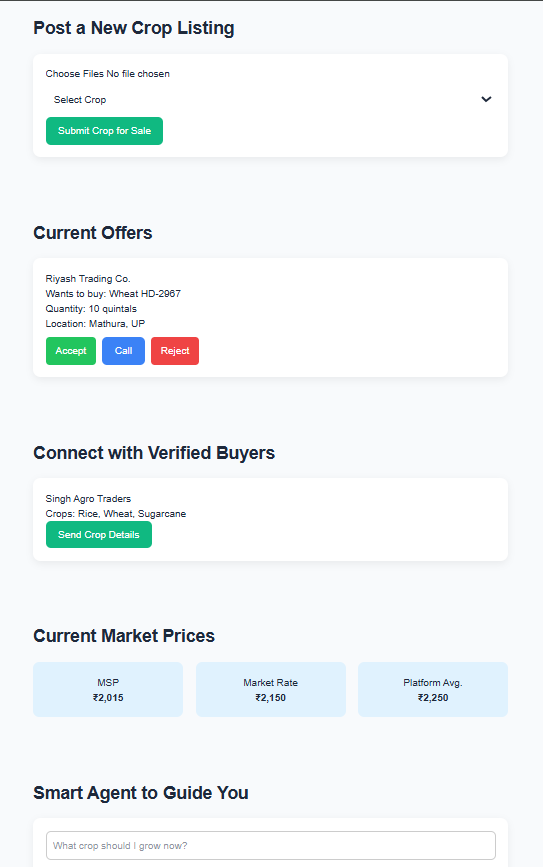 Post a New Crop Listing
Choose Files No file chosen
Select Crop
Submit Crop for Sale
Current Offers
Riyash Trading Co.
Wants to buy: Wheat HD-2967
Quantity: 10 quintals
Location: Mathura, UP
Accept Call Reject
Connect with Verified Buyers
Singh Agro Traders
Crops: Rice, Wheat, Sugarcane
Send Crop Details
Current Market Prices
MSP
₹2,015
Market Rate
₹2,150
Platform Avg.
₹2,250
Smart Agent to Guide You
What crop should I grow now?